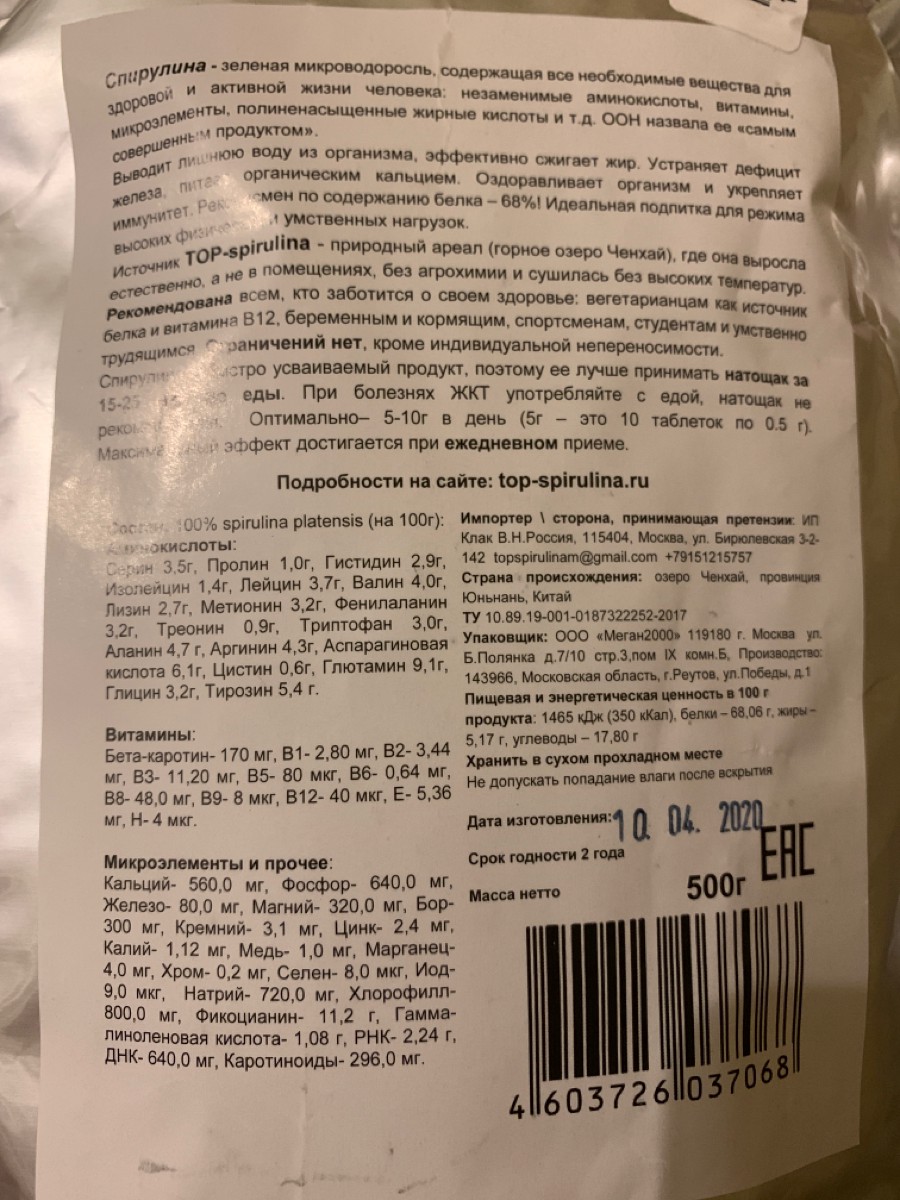 Спирулина - зеленая микроводоросль, содержащая все необходимые вещества для
здоровой и активной жизни человека: незаменимые аминокислоты, витамины,
микроэлементы, полиненасыщенные жирные кислоты и т.д. ООН назвала ее «самым
совершенным продуктом».
Выводит лишнюю воду из организма, эффективно сжигает жир. Устраняет дефицит
железа, органическим кальцием. Оздоравливает организм и укрепляет
иммунитет. по содержанию белка – 68%! Идеальная подпитка для режима
высоких и умственных нагрузок.
Источник TOP-spirulina - природный ареал (горное озеро Ченхай), где она выросла
естественно, а не в помещениях, без агрохимии и сушилась без высоких температур.
Рекомендована всем, кто заботится о своем здоровье: вегетарианцам как источник
белка и витамина В12, беременным и кормящим, спортсменам, студентам и умственно
трудящимся. Ограничений нет, кроме индивидуальной непереносимости.
усваиваемый продукт, поэтому ее лучше принимать натощак за
еды. При болезнях ЖКТ употребляйте с едой, натощак не
Оптимально– 5-10г в день (5г – это 10 таблеток по 0.5 г).
эффект достигается при ежедневном приеме.
Подробности на сайте: top-spirulina.ru
100% spirulina platensis (на 100г):
Аминокислоты:
Серин 3,5г, Пролин 1,0г, Гистидин 2,9г,
Изолейцин 1,4г, Лейцин 3,7г, Валин 4,0г,
Лизин 2,7г, Метионин 3,2г, Фенилаланин
3,2г, Треонин 0,9г, Триптофан 3,0г,
Аланин 4,7 г, Аргинин 4,3г, Аспарагиновая
кислота 6,1г, Цистин 0,6г, Глютамин 9,1г,
Глицин 3,2г, Тирозин 5,4 г.
Витамины:
Бета-каротин- 170 мг, В1- 2,80 мг, В2- 3,44
мг, В3- 11,20 мг, В5- 80 мкг, В6- 0,64 мг,
В8- 48,0 мг, В9- 8 мкг, В12- 40 мкг, Е- 5,36
мг, Н- 4 мкг.
Микроэлементы и прочее:
Кальций- 560,0 мг, Фосфор- 640,0 мг,
Железо- 80,0 мг, Магний- 320,0 мг, Бор-
300 мг, Кремний- 3,1 мг, Цинк- 2,4 мг,
Калий- 1,12 мг, Медь- 1,0 мг, Марганец-
4,0 мг, Хром- 0,2 мг, Селен- 8,0 мкг, Иод-
9,0 мкг, Натрий- 720,0 мг, Хлорофилл-
800,0 мг, Фикоцианин- 11,2 г, Гамма-
линоленовая кислота- 1,08 г, РНК- 2,24 г,
ДНК- 640,0 мг, Каротиноиды- 296,0 мг.
Импортер \ сторона, принимающая претензии: ИП
Клак В.Н.Россия, 115404, Москва, ул. Бирюлевская 3-2-
142 topspirulinam@gmail.com +79151215757
Страна происхождения: озеро Ченхай, провинция
Юньнань, Китай
ТУ 10.89.19-001-0187322252-2017
Упаковщик: ООО «Меган2000» 119180 г. Москва ул.
Б.Полянка д.7/10 стр.3,пом IX комн.Б, Производство:
143966, Московская область, г.Реутов, ул.Победы, д.1
Пищевая и энергетическая ценность в 100 г
продукта: 1465 кДж (350 кКал), белки – 68,06 г, жиры –
5,17 г, углеводы – 17,80 г
Хранить в сухом прохладном месте
Не допускать попадание влаги после вскрытия
Дата изготовления: 10. 04. 2020
Срок годности 2 года
EAC
Масса нетто 500г
4 603726 037068